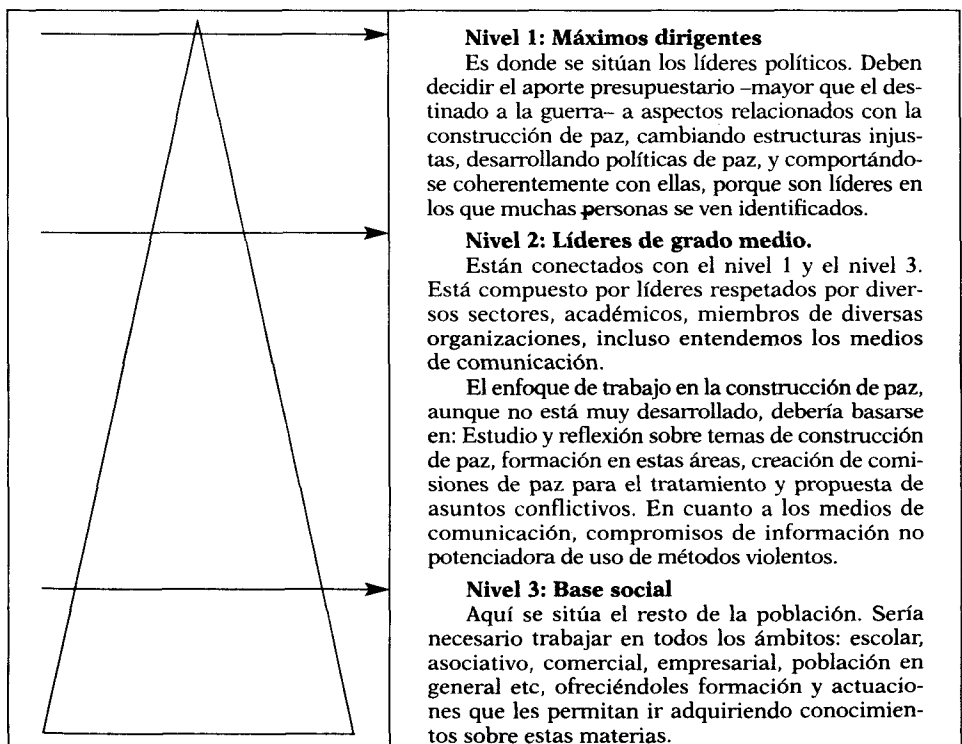 Nivel 1: Máximos dirigentes
Es donde se sitúan los líderes políticos. Deben
decidir el aporte presupuestario –mayor que el des-
tinado a la guerra– a aspectos relacionados con la
construcción de paz, cambiando estructuras injus-
tas, desarrollando políticas de paz, y comportándo-
se coherentemente con ellas, porque son líderes en
los que muchas personas se ven identificados.
Nivel 2: Líderes de grado medio.
Están conectados con el nivel 1 y el nivel 3.
Está compuesto por líderes respetados por diver-
sos sectores, académicos, miembros de diversas
organizaciones, incluso entendemos los medios
de comunicación.
El enfoque de trabajo en la construcción de paz,
aunque no está muy desarrollado, debería basarse
en: Estudio y reflexión sobre temas de construcción
de paz, formación en estas áreas, creación de comi-
siones de paz para el tratamiento y propuesta de
asuntos conflictivos. En cuanto a los medios de
comunicación, compromisos de información no
potenciadora de uso de métodos violentos.
Nivel 3: Base social
Aquí se sitúa el resto de la población. Sería
necesario trabajar en todos los ámbitos: escolar,
asociativo, comercial, empresarial, población en
general etc, ofreciéndoles formación y actuacio-
nes que les permitan ir adquiriendo conocimien-
tos sobre estas materias.